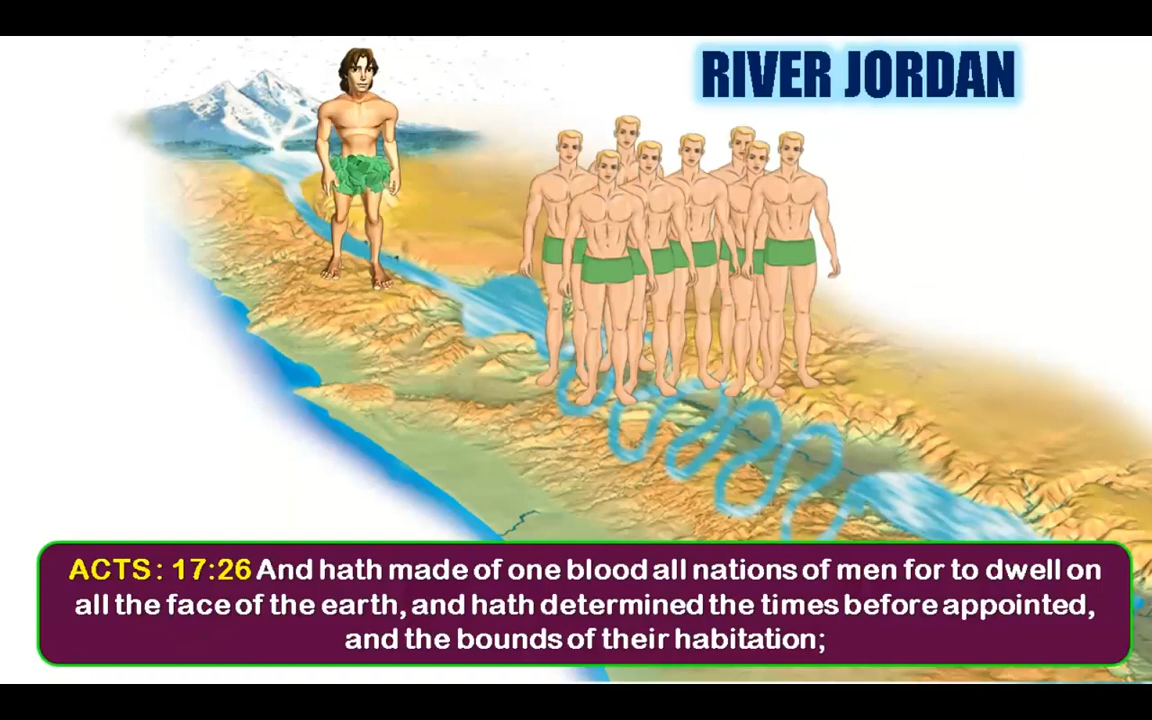 RIVER JORDAN
ACTS: 17:26 And hath made of one blood all nations of men for to dwell on
all the face of the earth, and hath determined the times before appointed,
and the bounds of their habitation;